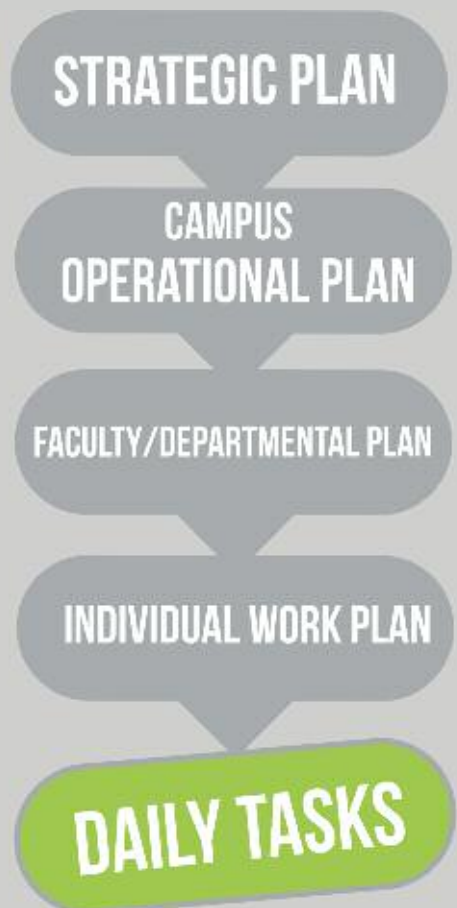 STRATEGIC PLAN
CAMPUS
OPERATIONAL PLAN
FACULTY/DEPARTMENTAL PLAN
INDIVIDUAL WORK PLAN
DAILY TASKS